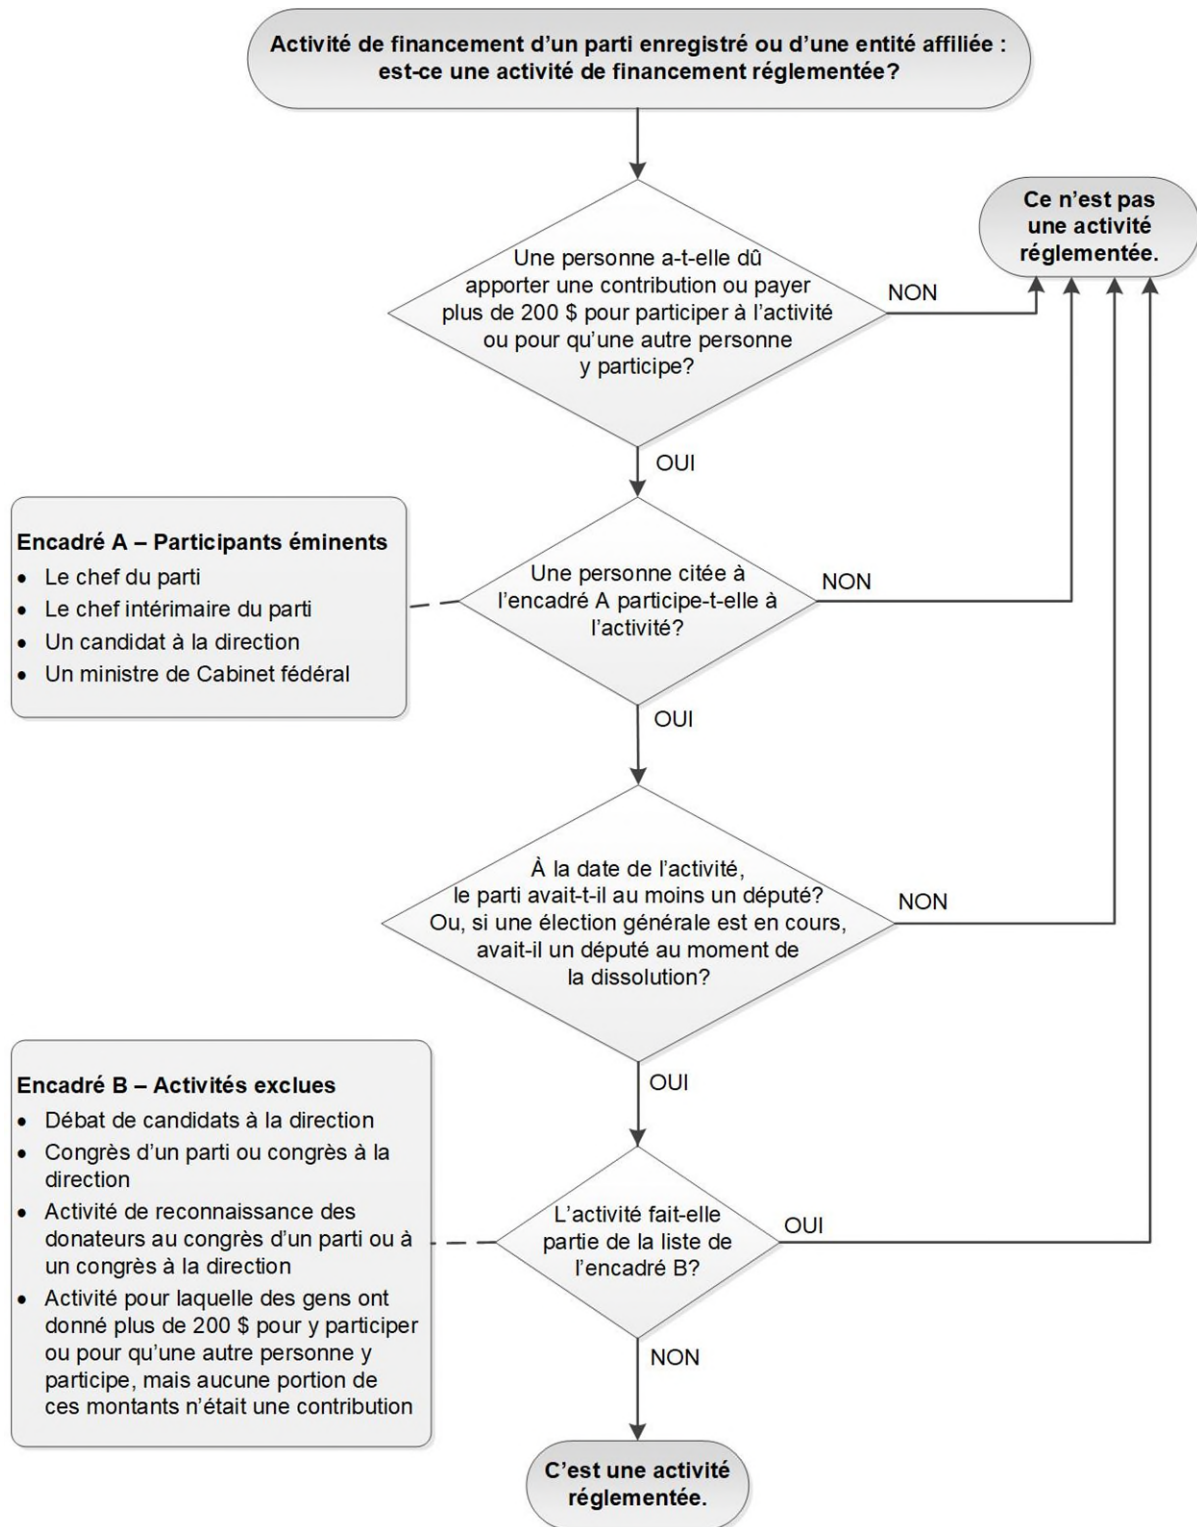 Activité de financement d’un parti enregistré ou d’une entité affiliée :
est-ce une activité de financement réglementée?
Ce n’est pas
une activité
réglementée.
Une personne a-t-elle dû
apporter une contribution ou payer
plus de 200 $ pour participer à l’activité
ou pour qu’une autre personne
y participe?
NON
OUI
Encadré A – Participants éminents
• Le chef du parti
• Le chef intérimaire du parti
• Un candidat à la direction
• Un ministre de Cabinet fédéral
Une personne citée à
l’encadré A participe-t-elle à
l’activité?
NON
OUI
À la date de l’activité,
le parti avait-t-il au moins un député?
Ou, si une élection générale est en cours,
avait-il un député au moment de
la dissolution?
NON
OUI
Encadré B – Activités exclues
• Débat de candidats à la direction
• Congrès d’un parti ou congrès à la
direction
• Activité de reconnaissance des
donateurs au congrès d’un parti ou à
un congrès à la direction
• Activité pour laquelle des gens ont
donné plus de 200 $ pour y participer
ou pour qu’une autre personne y
participe, mais aucune portion de
ces montants n’était une contribution
L’activité fait-elle
partie de la liste de
l’encadré B?
OUI
NON
C’est une activité
réglementée.